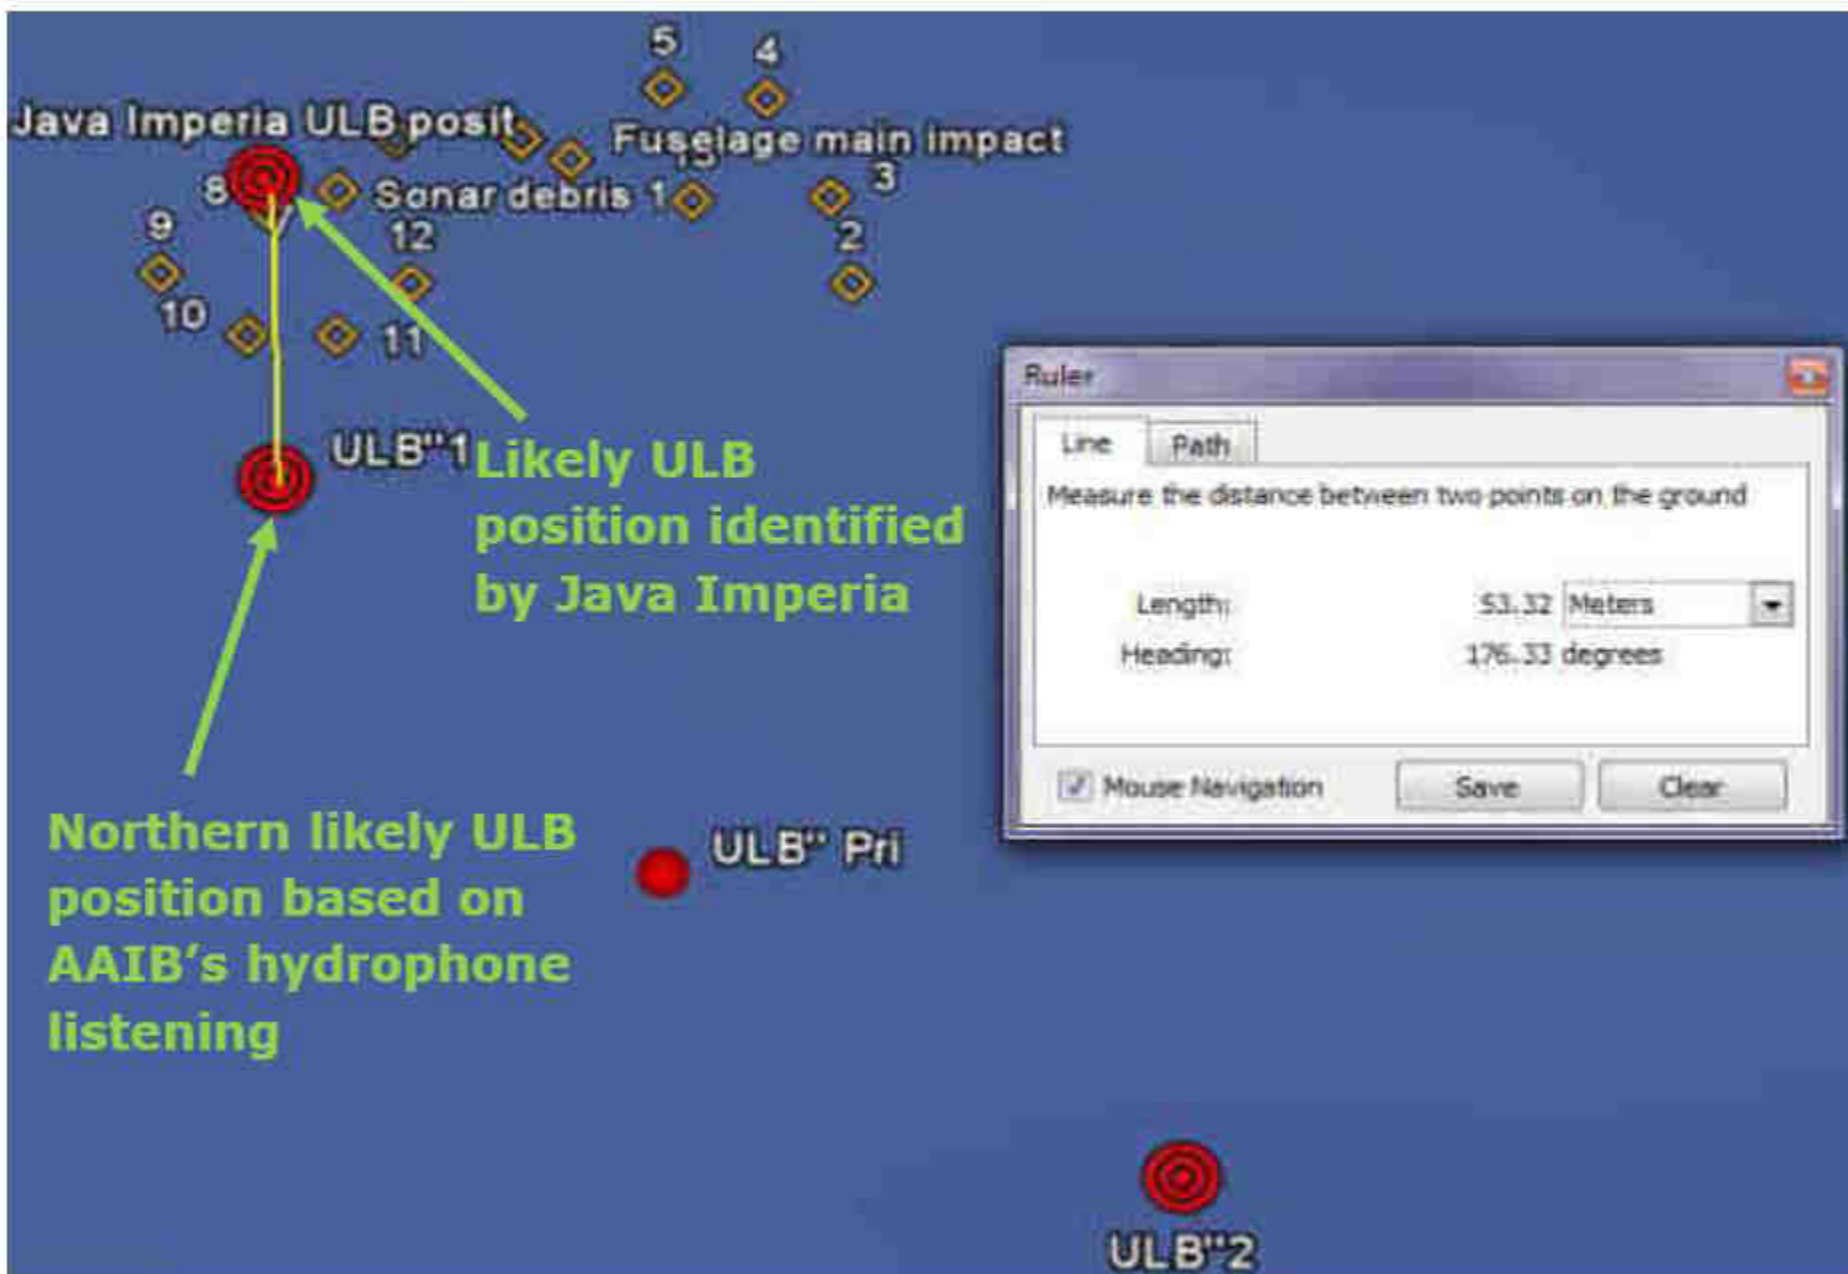 5
4
Java Imperia ULB posit
Fuselage main impact
13
3
8
Sonar debris 1
9
12
2
10
11
ULB"1
Likely ULB
position identified
by Java Imperia
Northern likely ULB
position based on
AAIB’s hydrophone
listening
ULB" Pri
ULB"2
Ruler
Line
Path
Measure the distance between two points on the ground
Length: 53.32 Meters
Heading: 176.33 degrees
Mouse Navigation
Save
Clear